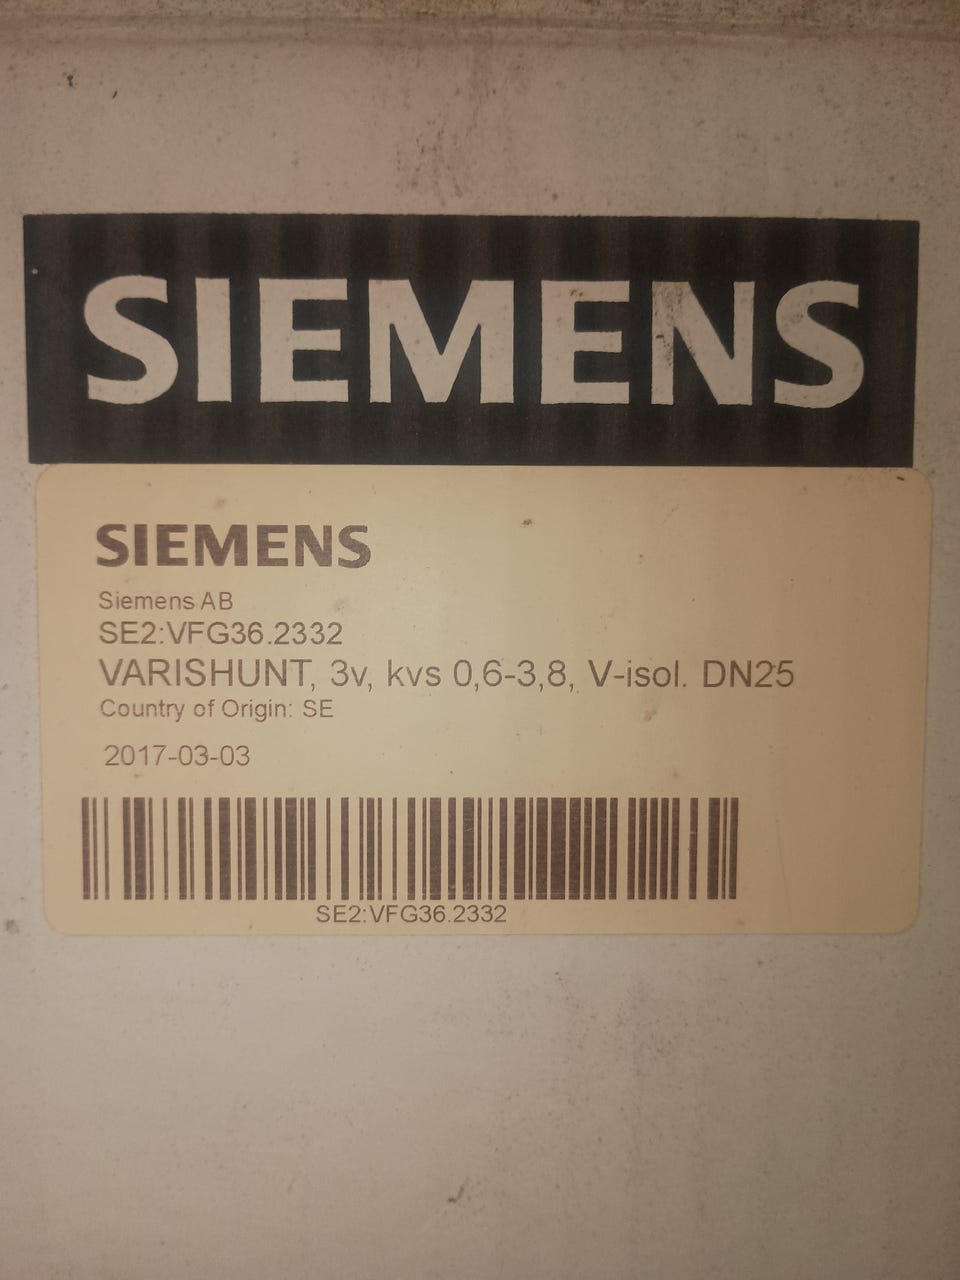 SIEMENS
SIEMENS
Siemens AB
SE2:VFG36.2332
VARISHUNT, 3v, kvs 0,6-3,8, V-isol. DN25
Country of Origin: SE
2017-03-03
SE2:VFG36.2332